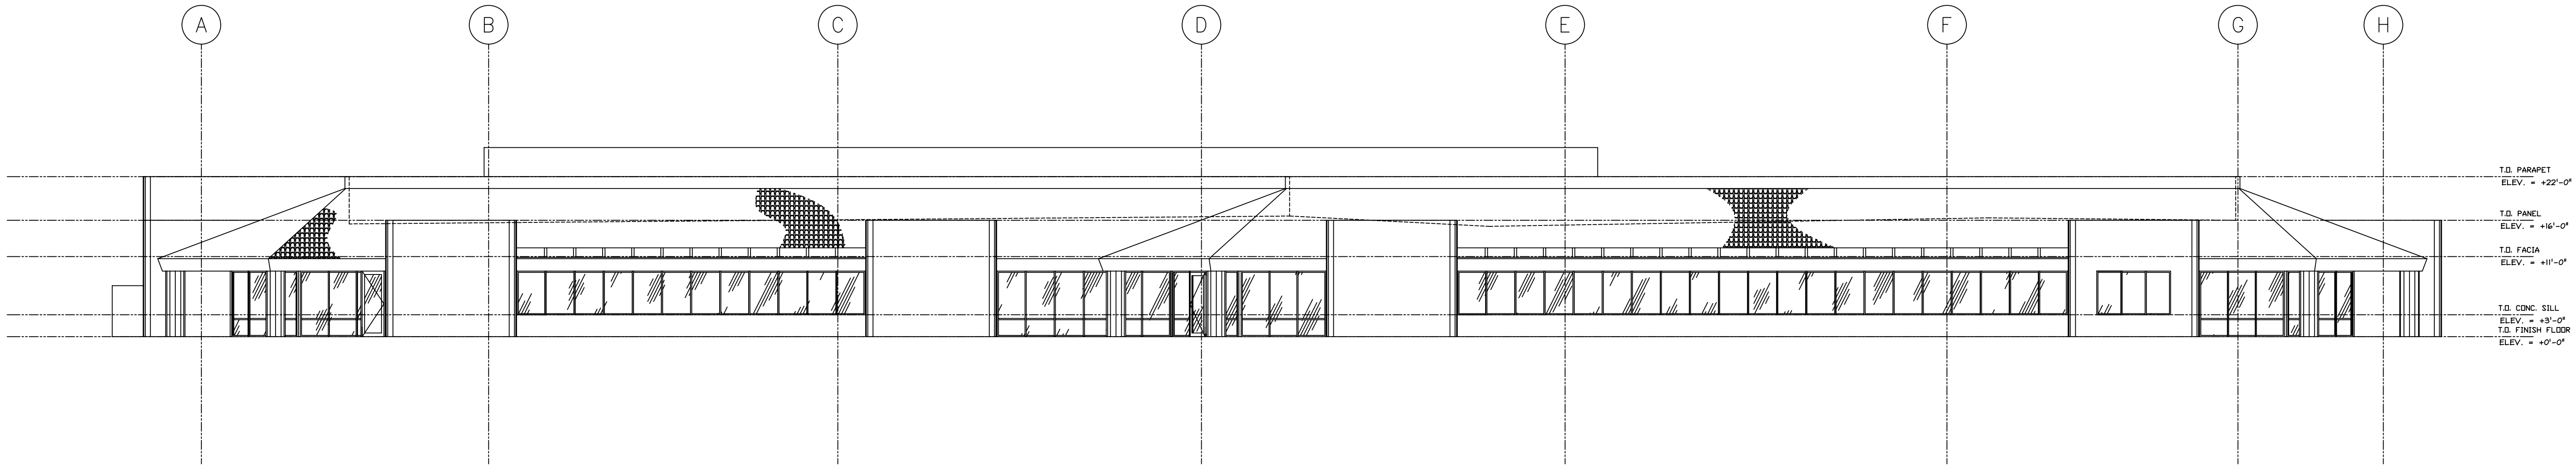 A B C D E F G H
T.O. PARAPET
ELEV. = +22'-0"
T.O. PANEL
ELEV. = +16'-0"
T.O. FACIA
ELEV. = +11'-0"
T.O. CONC. SILL
ELEV. = +3'-0"
T.O. FINISH FLOOR
ELEV. = +0'-0"